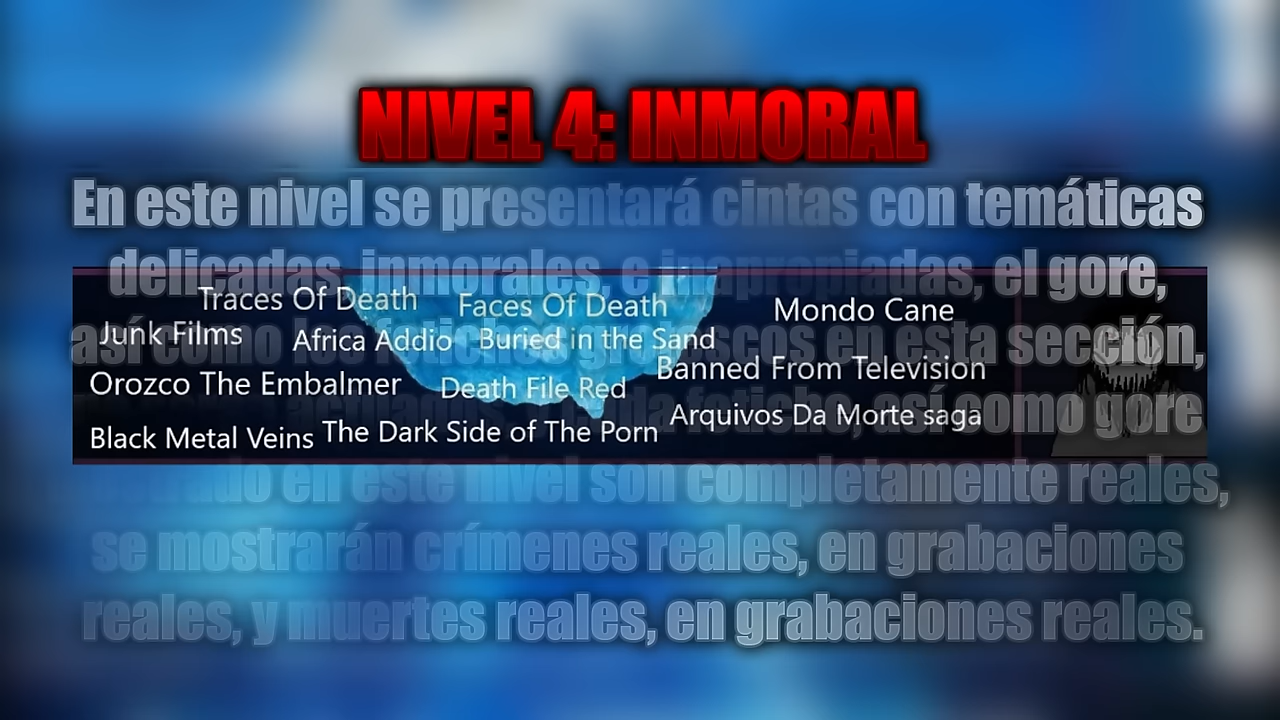 NIVEL 4: INMORAL
En este nivel se presentará cintas con temáticas
delicadas, inmorales, e inapropiadas, el gore,
así como en esta sección,
así como gore
en este nivel son completamente reales,
se mostrarán crímenes reales, en grabaciones
reales, y muertes reales, en grabaciones reales.
Traces Of Death Faces Of Death Mondo Cane
Junk Films Africa Addio Buried in the Sand
Orozco The Embalmer Death File Red Banned From Television
Black Metal Veins The Dark Side of The Porn Arquivos Da Morte saga